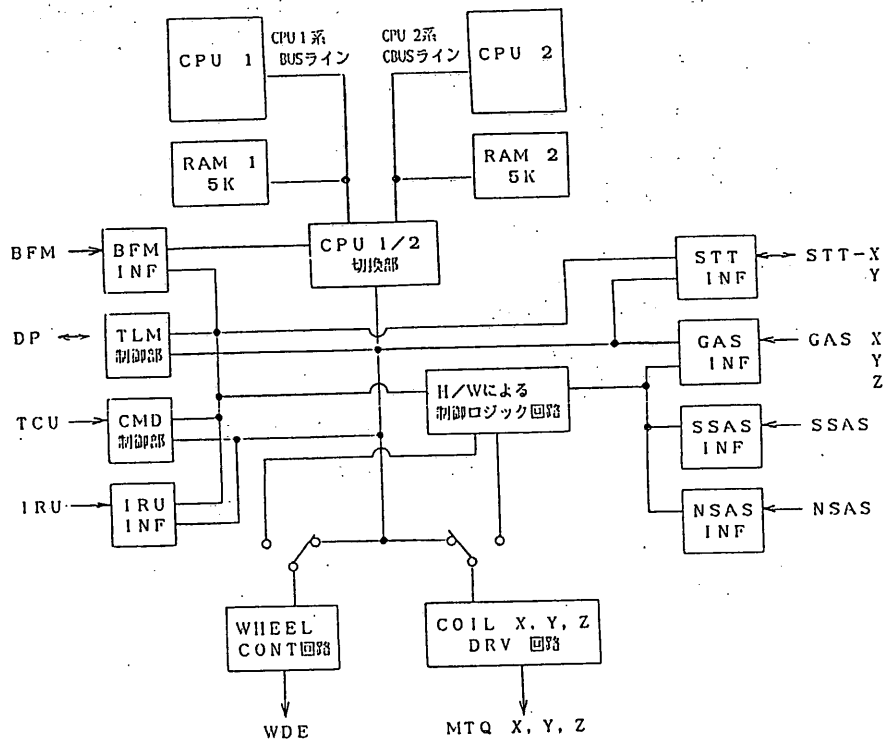 CPU 1
CPU1系
BUSライン
CPU 2系
CBUSライン
CPU 2
RAM 1
5K
RAM 2
5K
CPU 1/2
切換部
BFM
BFM
INF
STT
INF
STT-X
Y
DP
TLM
制御部
GAS
INF
GAS X
Y
Z
H/Wによる
制御ロジック回路
TCU
CMD
制御部
SSAS
INF
SSAS
IRU
IRU
INF
NSAS
INF
NSAS
WHEEL
CONT回路
COIL X, Y, Z
DRV 回路
WDE
MTQ X, Y, Z